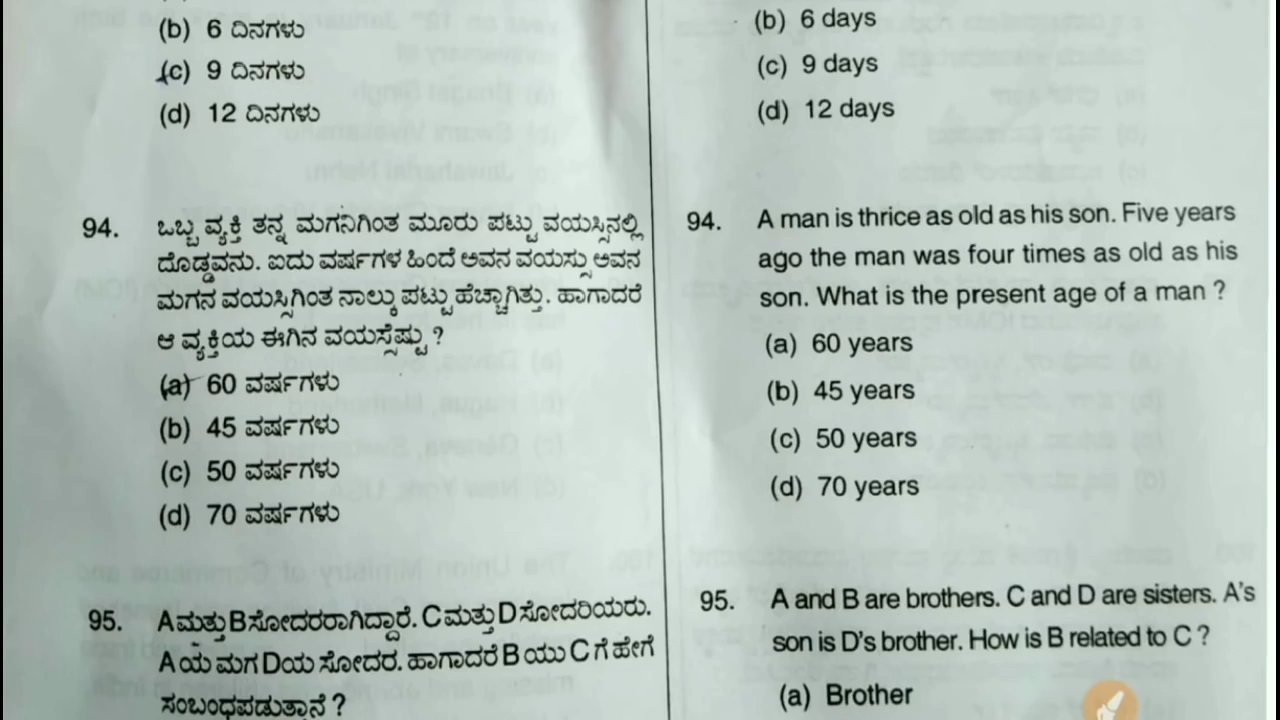 (b) 6 ದಿನಗಳು
(c) 9 ದಿನಗಳು
(d) 12 ದಿನಗಳು
94. ಒಬ್ಬ ವ್ಯಕ್ತಿ ತನ್ನ ಮಗನಿಗಿಂತ ಮೂರು ಪಟ್ಟು ವಯಸ್ಸಿನಲ್ಲಿ
ದೊಡ್ಡವನು. ಐದು ವರ್ಷಗಳ ಹಿಂದೆ ಅವನ ವಯಸ್ಸು ಅವನ
ಮಗನ ವಯಸ್ಸಿಗಿಂತ ನಾಲ್ಕು ಪಟ್ಟು ಹೆಚ್ಚಾಗಿತ್ತು. ಹಾಗಾದರೆ
ಆ ವ್ಯಕ್ತಿಯ ಈಗಿನ ವಯಸ್ಸೆಷ್ಟು ?
(a) 60 ವರ್ಷಗಳು
(b) 45 ವರ್ಷಗಳು
(c) 50 ವರ್ಷಗಳು
(d) 70 ವರ್ಷಗಳು
95. A ಮತ್ತು B ಸೋದರರಾಗಿದ್ದಾರೆ. C ಮತ್ತು D ಸೋದರಿಯರು.
A ಯ ಮಗ D ಯ ಸೋದರ. ಹಾಗಾದರೆ B ಯು C ಗೆ ಹೇಗೆ
ಸಂಬಂಧಪಡುತ್ತಾನೆ ?
(b) 6 days
(c) 9 days
(d) 12 days
94. A man is thrice as old as his son. Five years
ago the man was four times as old as his
son. What is the present age of a man ?
(a) 60 years
(b) 45 years
(c) 50 years
(d) 70 years
95. A and B are brothers. C and D are sisters. A's
son is D's brother. How is B related to C ?
(a) Brother